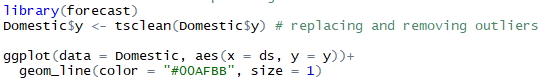 library(forecast)
Domestic$y <- tsclean(Domestic$y) # replacing and removing outliers
ggplot(data = Domestic, aes(x = ds, y = y))+
geom_line(color = "#00AFBB", size = 1)